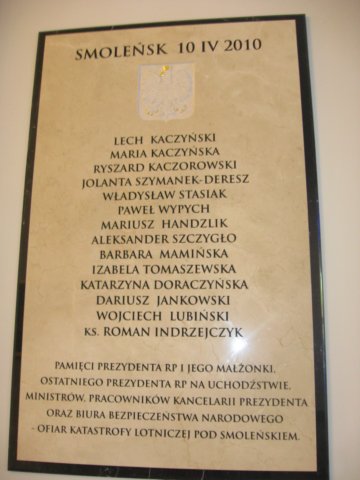 SMOLEŃSK 10 IV 2010
LECH KACZYŃSKI
MARIA KACZYŃSKA
RYSZARD KACZOROWSKI
JOLANTA SZYMANEK-DERESZ
WŁADYSŁAW STASIAK
PAWEŁ WYPYCH
MARIUSZ HANDZLIK
ALEKSANDER SZCZYGŁO
BARBARA MAMIŃSKA
IZABELA TOMASZEWSKA
KATARZYNA DORACZYŃSKA
DARIUSZ JANKOWSKI
WOJCIECH LUBIŃSKI
KS. ROMAN INDRZEJCZYK
PAMIĘCI PREZYDENTA RP I JEGO MAŁŻONKI,
OSTATNIEGO PREZYDENTA RP NA UCHODŹSTWIE,
MINISTRÓW, PRACOWNIKÓW KANCELARII PREZYDENTA
ORAZ BIURA BEZPIECZEŃSTWA NARODOWEGO
- OFIAR KATASTROFY LOTNICZEJ POD SMOLEŃSKIEM.